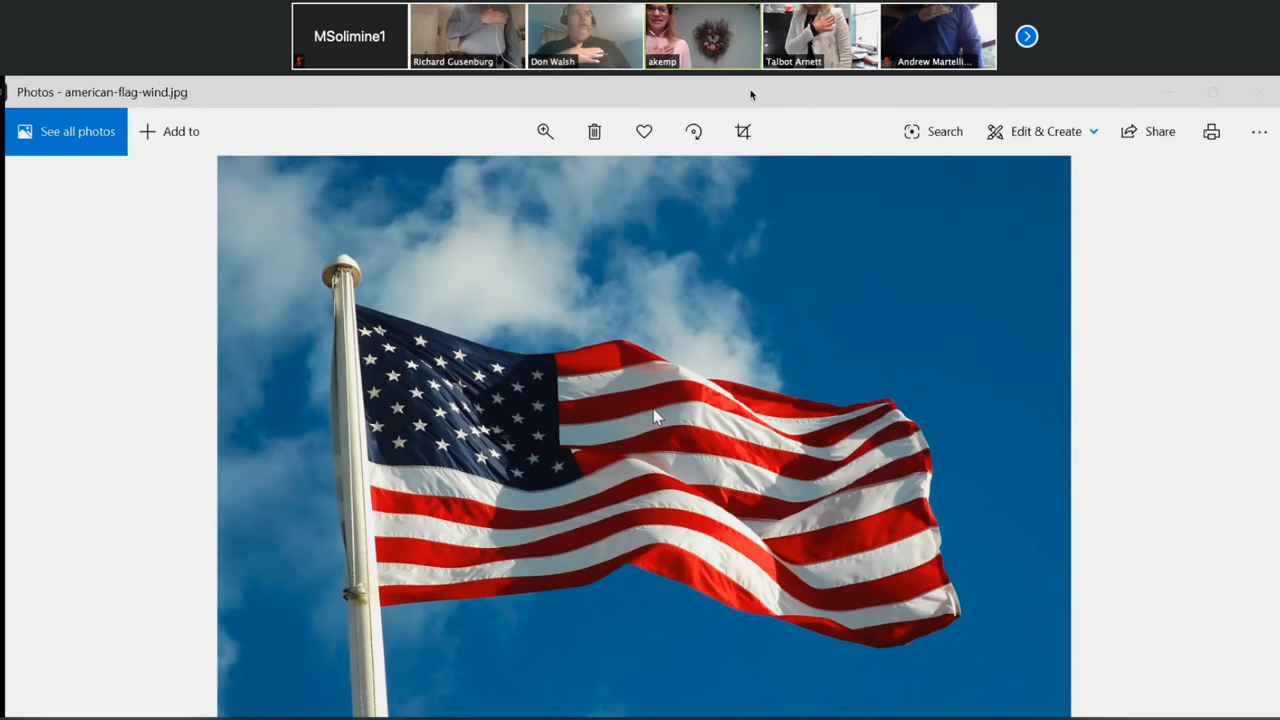 MSolimine1
Richard Gusenburg
Don Walsh
akemp
Talbot Arnett
Andrew Martelli...
Photos - american-flag-wind.jpg
See all photos
Add to
Search
Edit & Create
Share